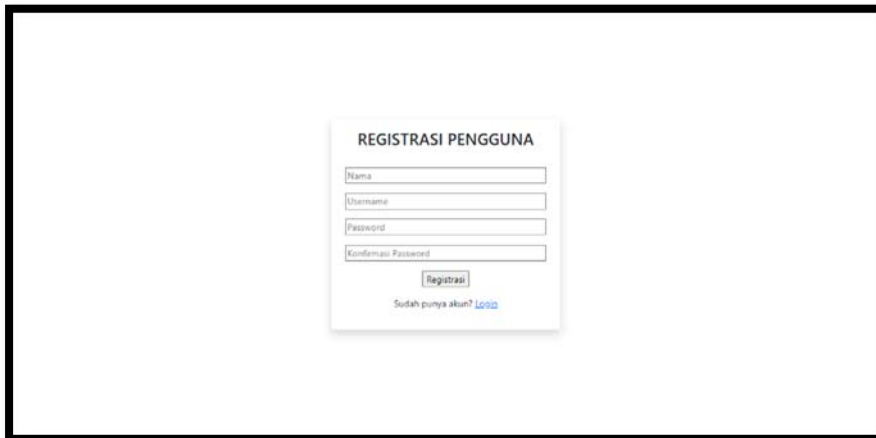 REGISTRASI PENGGUNA
Nama
Username
Password
Konfirmasi Password
Registrasi
Sudah punya akun? Login